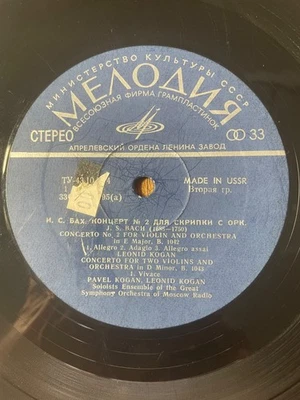 МИНИСТЕРСТВО КУЛЬТУРЫ СССР
МЕЛОДИЯ
ВСЕСОЮЗНАЯ ФИРМА ГРАМПЛАСТИНОК
СТЕРЕО 33
АПРЕЛЕВСКИЙ ОРДЕНА ЛЕНИНА ЗАВОД
MADE IN USSR
Вторая гр.
И. С. БАХ. КОНЦЕРТ № 2 ДЛЯ СКРИПКИ С ОРК.
J. S. BACH (1685—1750)
CONCERTO No. 2 FOR VIOLIN AND ORCHESTRA
in E Major, B. 1042
1. Allegro 2. Adagio 3. Allegro assai
LEONID KOGAN
CONCERTO FOR TWO VIOLINS AND
ORCHESTRA in D Minor, B. 1043
1. Vivace
PAVEL KOGAN, LEONID KOGAN
Soloists Ensemble of the Great
Symphony Orchestra of Moscow Radio